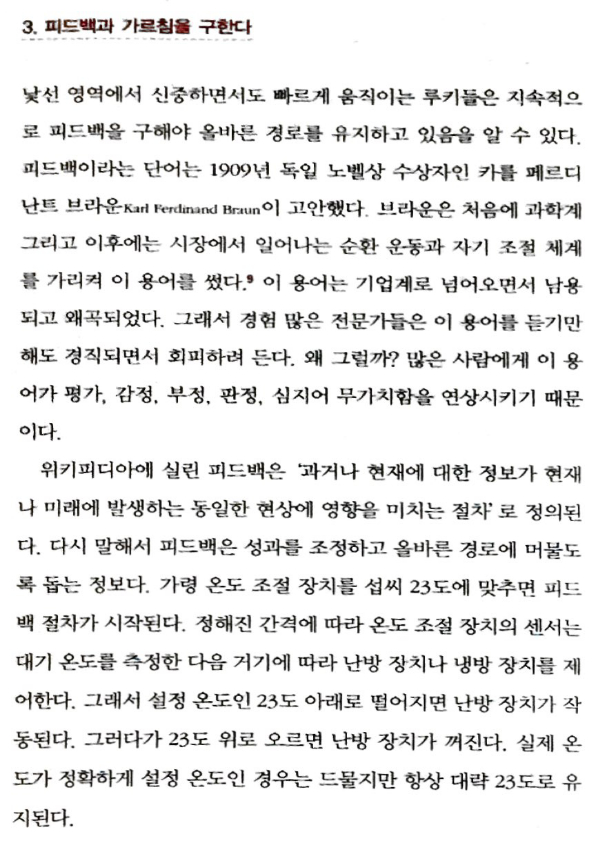 3. 피드백과 가르침을 구한다
낯선 영역에서 신중하면서도 빠르게 움직이는 루키들은 지속적으
로 피드백을 구해야 올바른 경로를 유지하고 있음을 알 수 있다.
피드백이라는 단어는 1909년 독일 노벨상 수상자인 카를 페르디
난트 브라운Karl Ferdinand Braun이 고안했다. 브라운은 처음에 과학계
그리고 이후에는 시장에서 일어나는 순환 운동과 자기 조절 체계
를 가리켜 이 용어를 썼다.9 이 용어는 기업계로 넘어오면서 남용
되고 왜곡되었다. 그래서 경험 많은 전문가들은 이 용어를 듣기만
해도 경직되면서 회피하려 든다. 왜 그럴까? 많은 사람에게 이 용
어가 평가, 감정, 부정, 판정, 심지어 무가치함을 연상시키기 때문
이다.
위키피디아에 실린 피드백은 '과거나 현재에 대한 정보가 현재
나 미래에 발생하는 동일한 현상에 영향을 미치는 절차'로 정의된
다. 다시 말해서 피드백은 성과를 조정하고 올바른 경로에 머물도
록 돕는 정보다. 가령 온도 조절 장치를 섭씨 23도에 맞추면 피드
백 절차가 시작된다. 정해진 간격에 따라 온도 조절 장치의 센서는
대기 온도를 측정한 다음 거기에 따라 난방 장치나 냉방 장치를 제
어한다. 그래서 설정 온도인 23도 아래로 떨어지면 난방 장치가 작
동된다. 그러다가 23도 위로 오르면 난방 장치가 꺼진다. 실제 온
도가 정확하게 설정 온도인 경우는 드물지만 항상 대략 23도로 유
지된다.